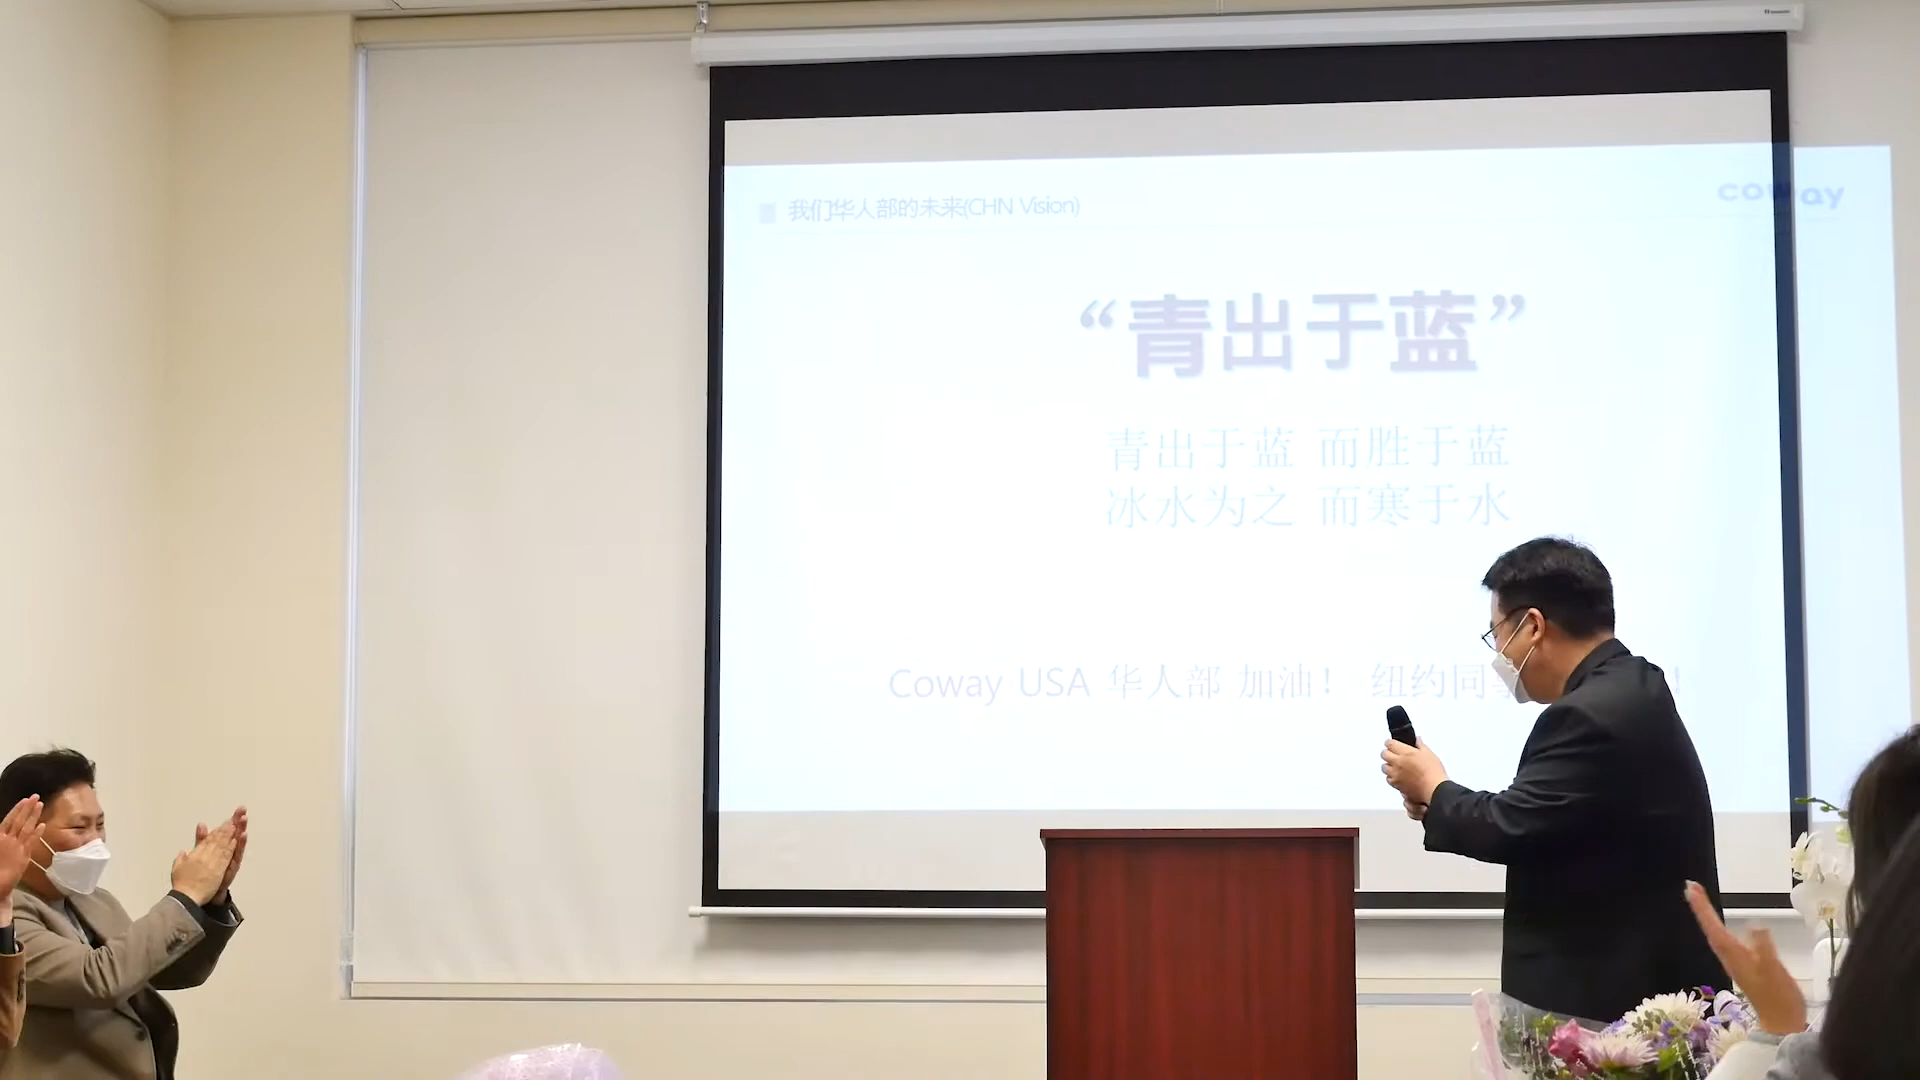 我们华人部的未来(CHN Vision)
coway
“青出于蓝”
青出于蓝 而胜于蓝
冰水为之 而寒于水
Coway USA 华人部 加油! 纽约同 !